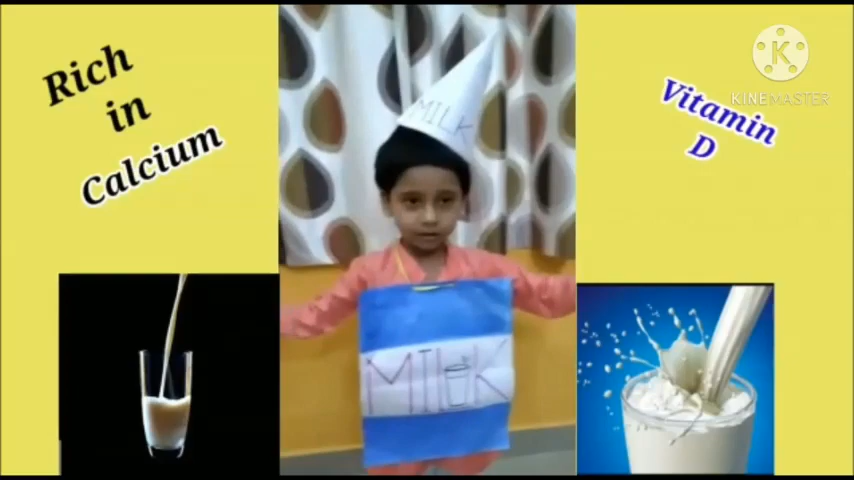 Rich
in
Calcium
MILK
MILK
Vitamin
D
K
KINEMASTER